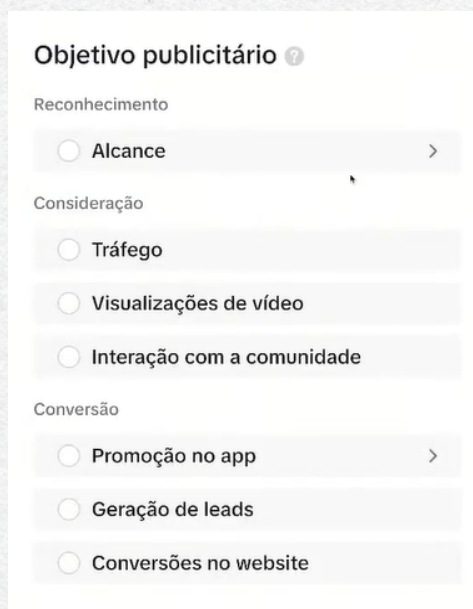 Objetivo publicitário ?
Reconhecimento
Alcance
Consideração
Tráfego
Visualizações de vídeo
Interação com a comunidade
Conversão
Promoção no app
Geração de leads
Conversões no website